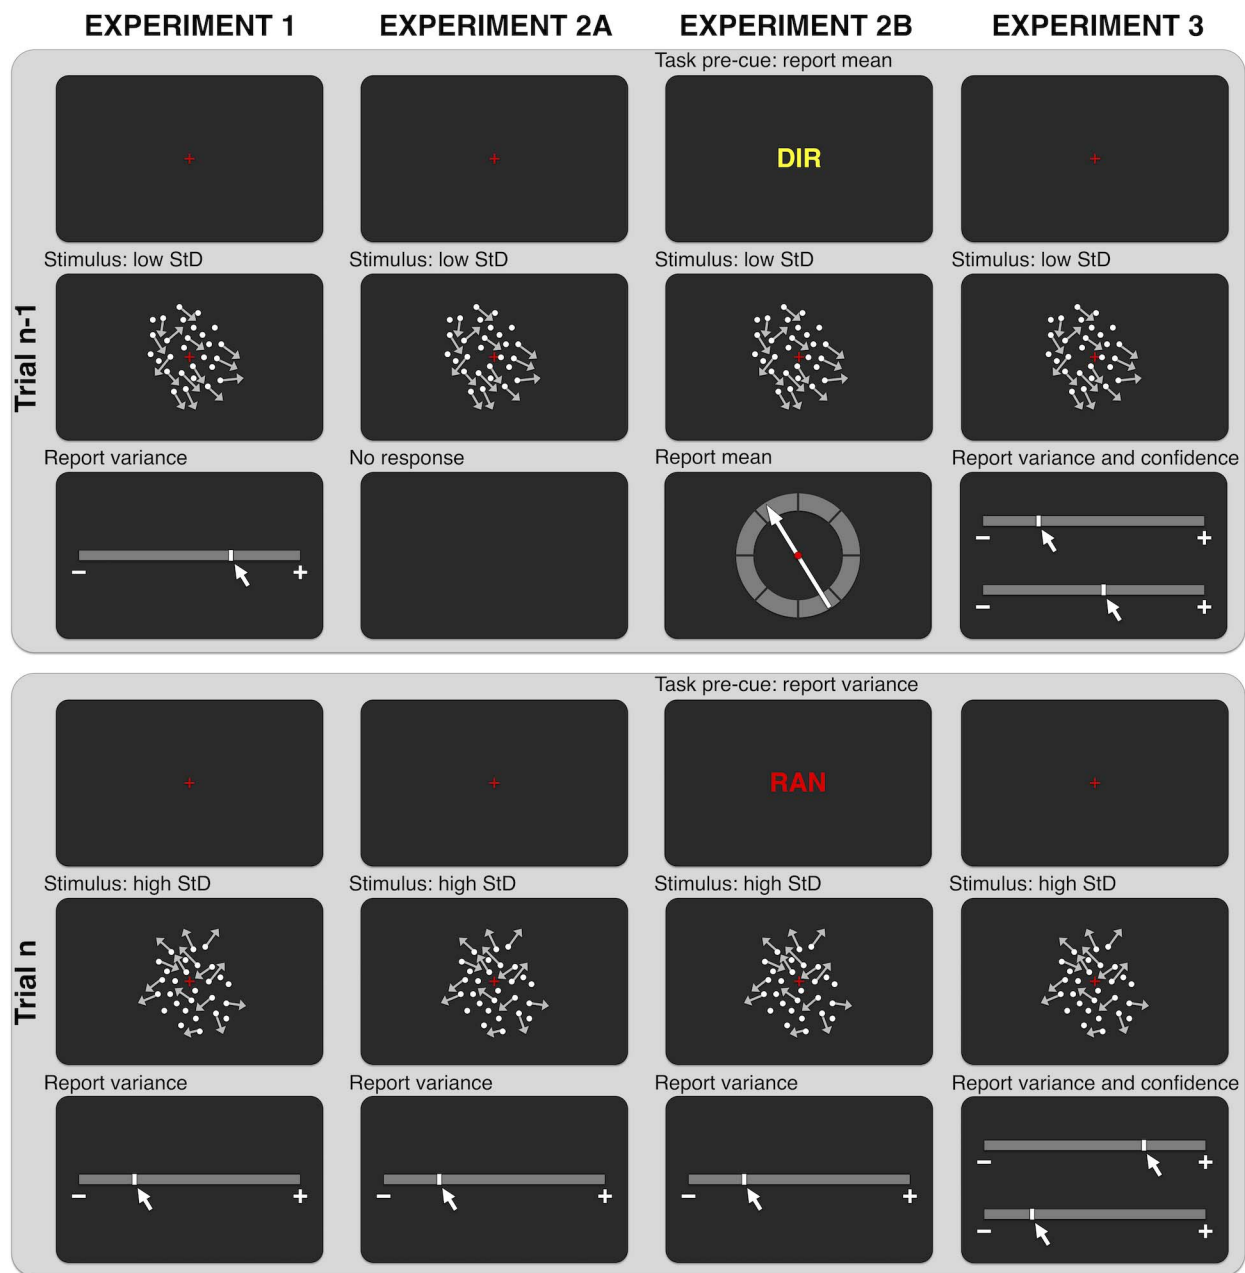 EXPERIMENT 1 EXPERIMENT 2A EXPERIMENT 2B EXPERIMENT 3
Task pre-cue: report mean
DIR
Stimulus: low StD Stimulus: low StD Stimulus: low StD Stimulus: low StD
Trial n-1
Report variance No response Report mean Report variance and confidence
− +
− +
− +
Task pre-cue: report variance
RAN
Stimulus: high StD Stimulus: high StD Stimulus: high StD Stimulus: high StD
Trial n
Report variance Report variance Report variance Report variance and confidence
− + − + − + − +
− +